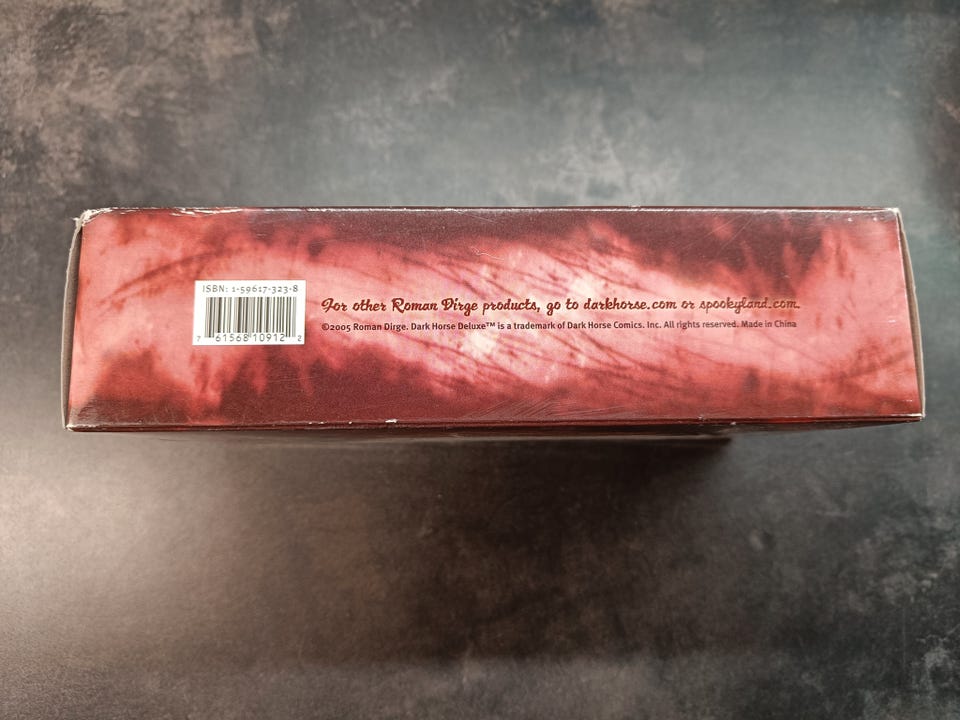 ISBN: 1-59617-323-8
7 61568 10912 2
For other Roman Dirge products, go to darkhorse.com or spookyland.com.
©2005 Roman Dirge. Dark Horse Deluxe™ is a trademark of Dark Horse Comics. Inc. All rights reserved. Made in China